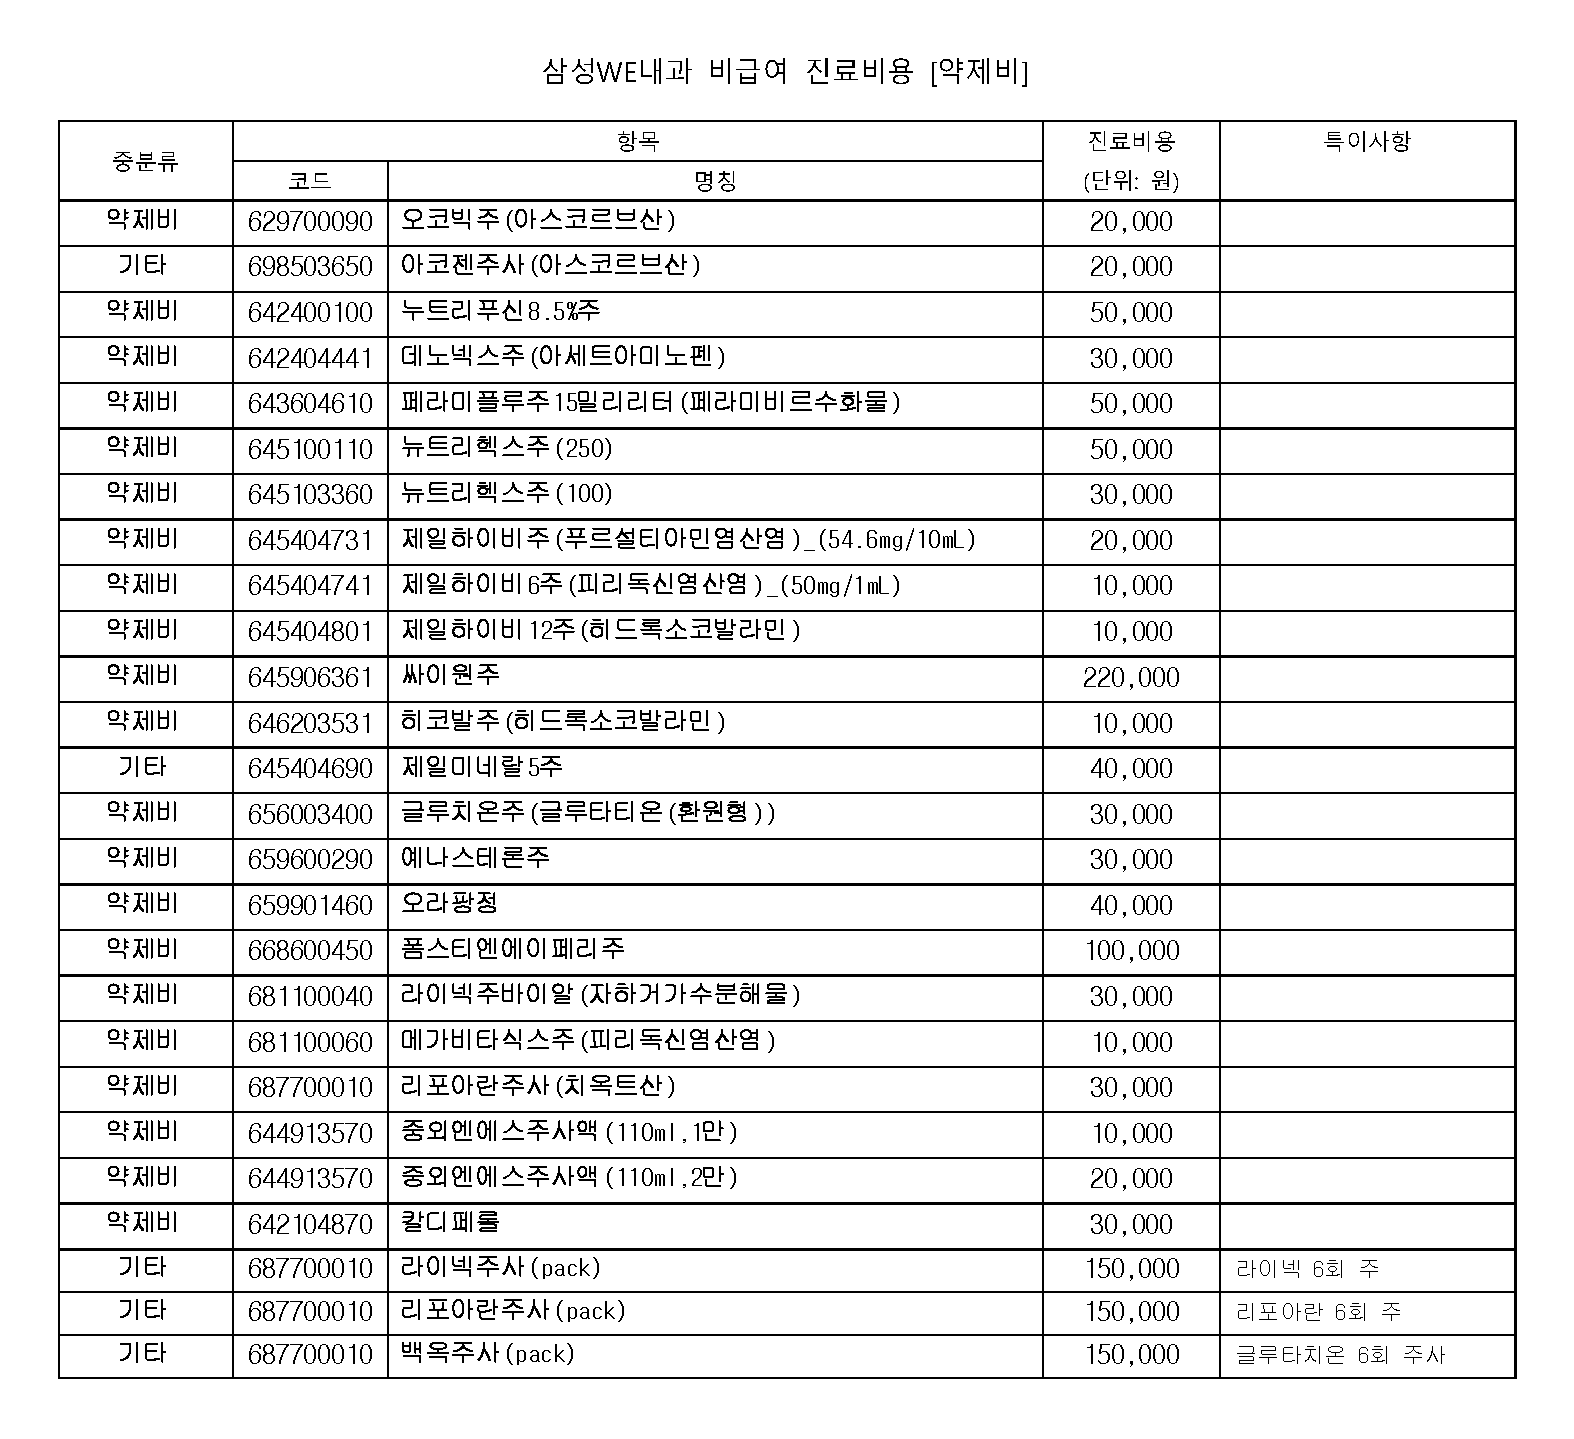 삼성WE내과 비급여 진료비용 [약제비]
중분류 항목 진료비용 특이사항
코드 명칭 (단위: 원)
약제비 629700090 오코빅주(아스코르브산) 20,000
기타 698503650 아코젠주사(아스코르브산) 20,000
약제비 642400100 누트리푸신8.5%주 50,000
약제비 642404441 데노넥스주(아세트아미노펜) 30,000
약제비 643604610 페라미플루주15밀리리터(페라미비르수화물) 50,000
약제비 645100110 뉴트리헥스주(250) 50,000
약제비 645103360 뉴트리헥스주(100) 30,000
약제비 645404731 제일하이비주(푸르설티아민염산염)_(54.6mg/10mL) 20,000
약제비 645404741 제일하이비6주(피리독신염산염)_(50mg/1mL) 10,000
약제비 645404801 제일하이비12주(히드록소코발라민) 10,000
약제비 645906361 싸이원주 220,000
약제비 646203531 히코발주(히드록소코발라민) 10,000
기타 645404690 제일미네랄5주 40,000
약제비 656003400 글루치온주(글루타티온(환원형)) 30,000
약제비 659600290 예나스테론주 30,000
약제비 659901460 오라팡정 40,000
약제비 668600450 폼스티엔에이페리주 100,000
약제비 681100040 라이넥주바이알(자하거가수분해물) 30,000
약제비 681100060 메가비타식스주(피리독신염산염) 10,000
약제비 687700010 리포아란주사(치옥트산) 30,000
약제비 644913570 중외엔에스주사액(110ml,1만) 10,000
약제비 644913570 중외엔에스주사액(110ml,2만) 20,000
약제비 642104870 칼디페롤 30,000
기타 687700010 라이넥주사(pack) 150,000 라이넥 6회 주
기타 687700010 리포아란주사(pack) 150,000 리포아란 6회 주
기타 687700010 백옥주사(pack) 150,000 글루타치온 6회 주사